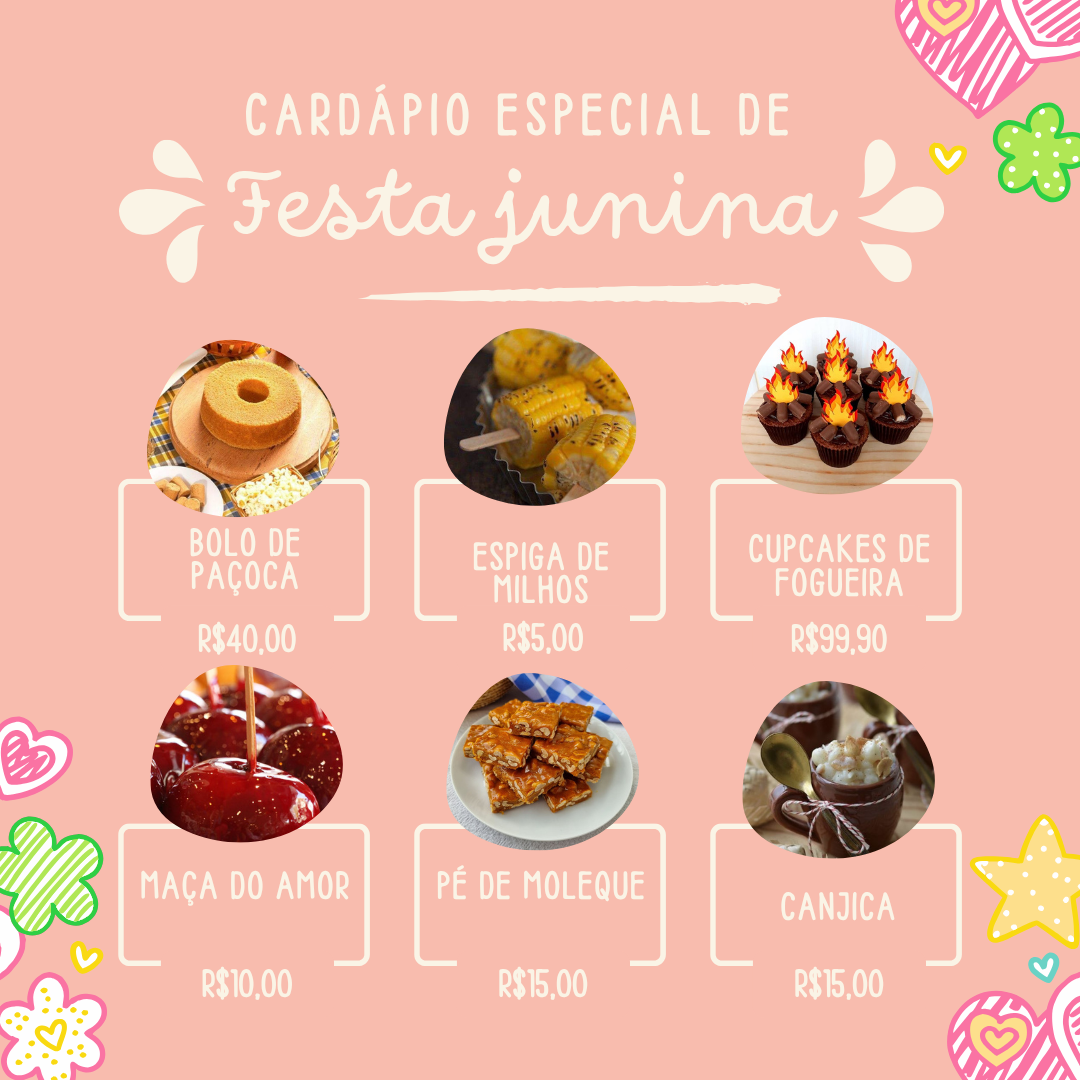 CARDÁPIO ESPECIAL DE
Festa junina
BOLO DE
PAÇOCA
R$40,00
ESPIGA DE
MILHOS
R$5,00
CUPCAKES DE
FOGUEIRA
R$99,90
MAÇA DO AMOR
R$10,00
PÉ DE MOLEQUE
R$15,00
CANJICA
R$15,00